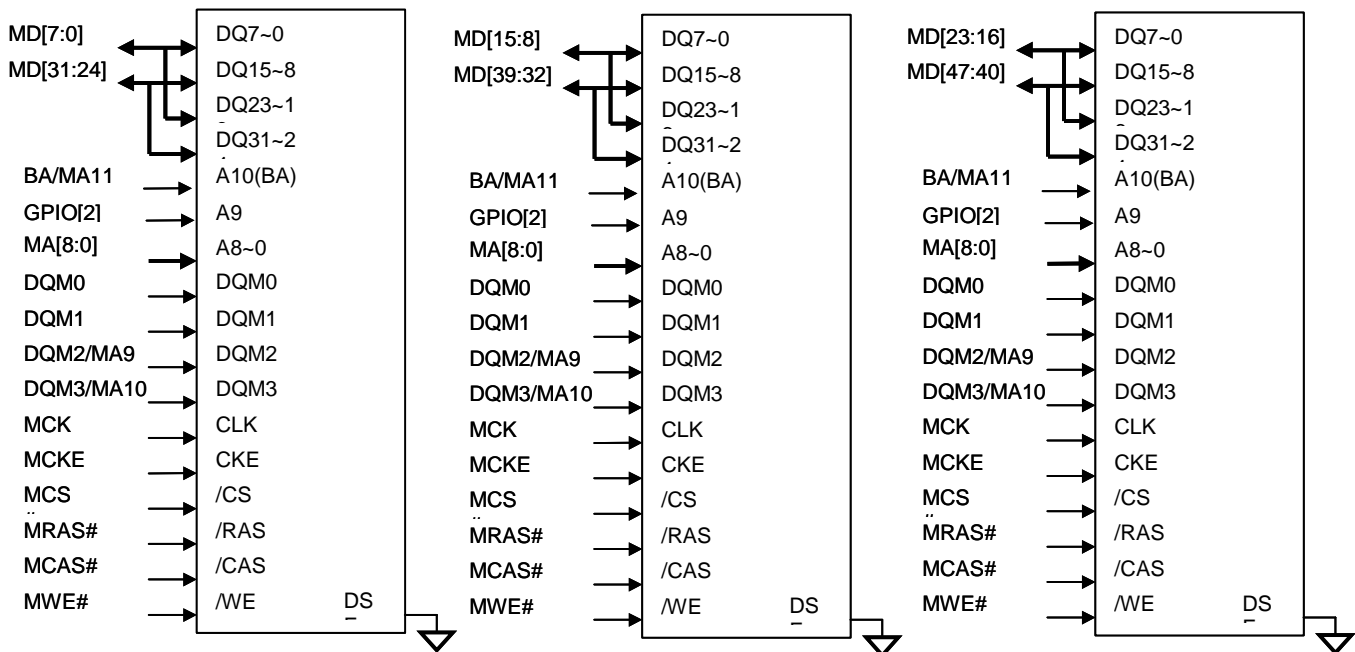 MD[7:0]
MD[31:24]
BA/MA11
GPIO[2]
MA[8:0]
DQM0
DQM1
DQM2/MA9
DQM3/MA10
MCK
MCKE
MCS
MRAS#
MCAS#
MWE#
DQ7~0
DQ15~8
DQ23~1
DQ31~2
A10(BA)
A9
A8~0
DQM0
DQM1
DQM2
DQM3
CLK
CKE
/CS
/RAS
/CAS
/WE
DS
MD[15:8]
MD[39:32]
BA/MA11
GPIO[2]
MA[8:0]
DQM0
DQM1
DQM2/MA9
DQM3/MA10
MCK
MCKE
MCS
MRAS#
MCAS#
MWE#
DQ7~0
DQ15~8
DQ23~1
DQ31~2
A10(BA)
A9
A8~0
DQM0
DQM1
DQM2
DQM3
CLK
CKE
/CS
/RAS
/CAS
/WE
DS
MD[23:16]
MD[47:40]
BA/MA11
GPIO[2]
MA[8:0]
DQM0
DQM1
DQM2/MA9
DQM3/MA10
MCK
MCKE
MCS
MRAS#
MCAS#
MWE#
DQ7~0
DQ15~8
DQ23~1
DQ31~2
A10(BA)
A9
A8~0
DQM0
DQM1
DQM2
DQM3
CLK
CKE
/CS
/RAS
/CAS
/WE
DS